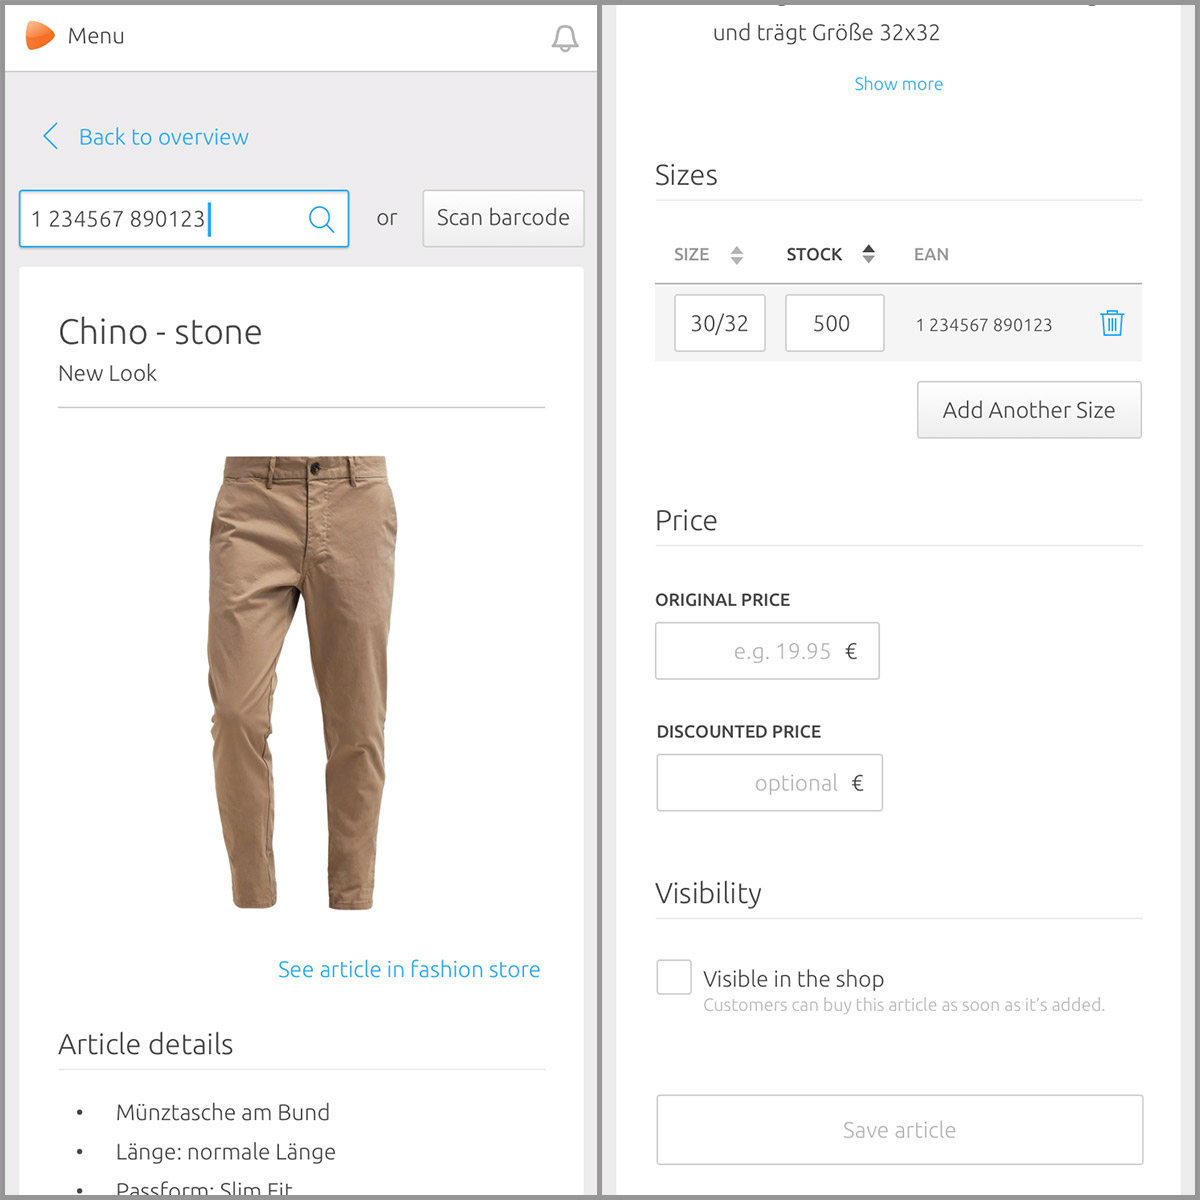 Menu
Back to overview
1 234567 890123
or
Scan barcode
Chino - stone
New Look
See article in fashion store
Article details
• Münztasche am Bund
• Länge: normale Länge
• Passform: Slim Fit
und trägt Größe 32x32
Show more
Sizes
SIZE STOCK EAN
30/32 500 1 234567 890123
Add Another Size
Price
ORIGINAL PRICE
e.g. 19.95 €
DISCOUNTED PRICE
optional €
Visibility
Visible in the shop
Customers can buy this article as soon as it's added.
Save article